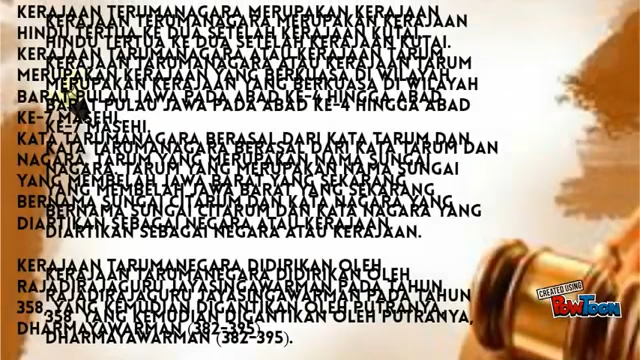 KERAJAAN TERUMANAGARA MERUPAKAN KERAJAAN
HINDU TERTUA KE DUA SETELAH KERAJAAN KUTAI.
KERAJAAN TARUMANAGARA ATAU KERAJAAN TARUM
MERUPAKAN KERAJAAN YANG BERKUASA DI WILAYAH
BARAT PULAU JAWA PADA ABAD KE-4 HINGGA ABAD
KE-7 MASEHI.
KATA TARUMANAGARA BERASAL DARI KATA TARUM DAN
NAGARA. TARUM YANG MERUPAKAN NAMA SUNGAI
YANG MEMBELAH JAWA BARAT YANG SEKARANG
BERNAMA SUNGAI CITARUM DAN KATA NAGARA YANG
DIARTIKAN SEBAGAI NEGARA ATAU KERAJAAN.
KERAJAAN TARUMANEGARA DIDIRIKAN OLEH
RAJADIRAJAGURU JAYASINGAWARMAN PADA TAHUN
358, YANG KEMUDIAN DIGANTIKAN OLEH PUTRANYA,
DHARMAYAWARMAN (382-395).
CREATED USING
POWTOON